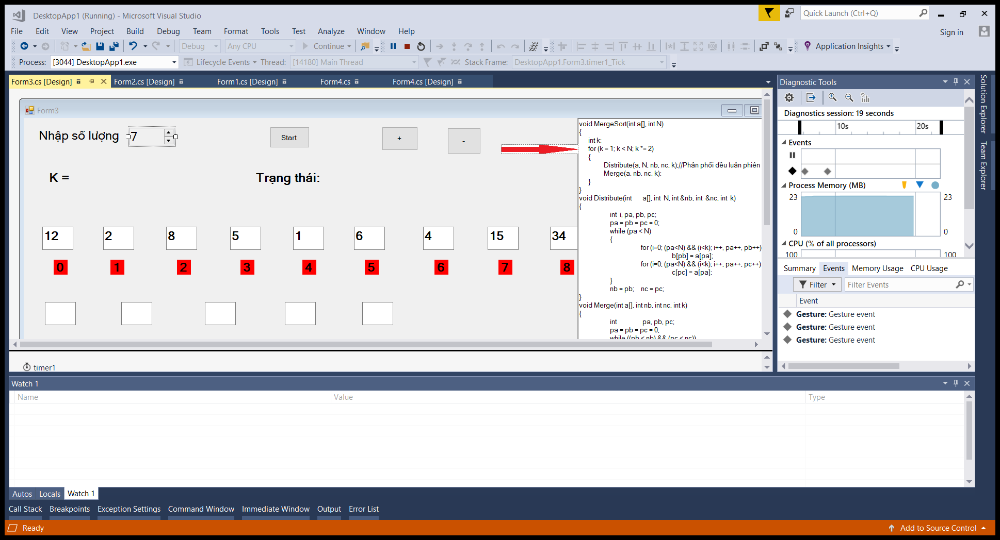 DesktopApp1 (Running) - Microsoft Visual Studio
Quick Launch (Ctrl+Q)
File Edit View Project Build Debug Team Format Tools Test Analyze Window Help
Sign in
Debug Any CPU Continue Application Insights
Process: [3044] DesktopApp1.exe Lifecycle Events Thread: [14180] Main Thread Stack Frame: DesktopApp1.Form3.timer1_Tick
Form3.cs [Design] Form2.cs [Design] Form1.cs [Design] Form4.cs Form4.cs [Design]
Form3
Nhập số lượng 7 Start + -
K = Trạng thái:
12 2 8 5 1 6 4 15 34
0 1 2 3 4 5 6 7 8
void MergeSort(int a[], int N)
{
int k;
for (k = 1; k < N; k *= 2)
{
Distribute(a, N, nb, nc, k);//Phân phối đều luân phiên
Merge(a, nb, nc, k);
}
}
void Distribute(int a[], int N, int &nb, int &nc, int k)
{
int i, pa, pb, pc;
pa = pb = pc = 0;
while (pa < N)
{
for (i=0; (pa<N) && (i<k); i++, pa++, pb++)
b[pb] = a[pa];
for (i=0; (pa<N) && (i<k); i++, pa++, pc++)
c[pc] = a[pa];
}
nb = pb; nc = pc;
}
void Merge(int a[], int nb, int nc, int k)
{
int pa, pb, pc;
pa = pb = pc = 0;
while ((pb < nb) && (pc < nc))
timer1
Diagnostic Tools
Diagnostics session: 19 seconds
10s 20s
Events
Process Memory (MB)
23 23
0 0
CPU (% of all processors)
100 100
Summary Events Memory Usage CPU Usage
Filter Filter Events
Event
Gesture: Gesture event
Gesture: Gesture event
Gesture: Gesture event
Solution Explorer
Team Explorer
Watch 1
Name Value Type
Autos Locals Watch 1
Call Stack Breakpoints Exception Settings Command Window Immediate Window Output Error List
Ready Add to Source Control